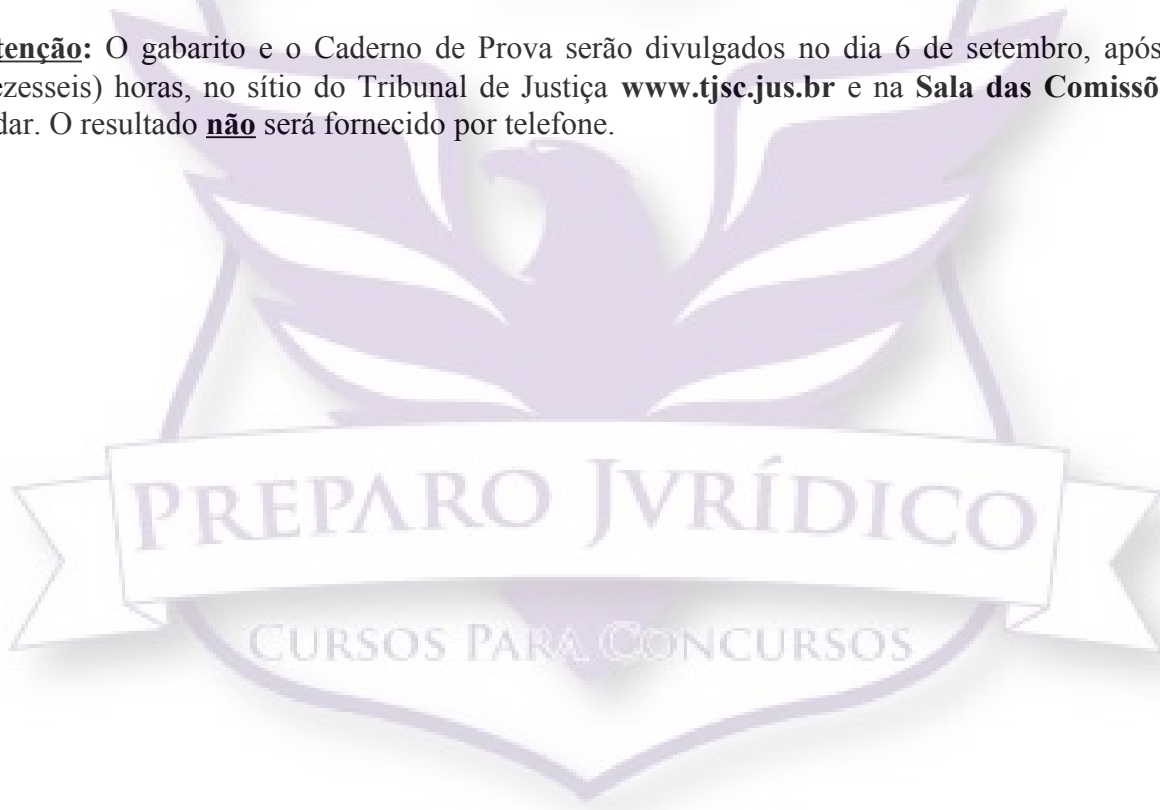 tenção: O gabarito e o Caderno de Prova serão divulgados no dia 6 de setembro, após
ezesseis) horas, no sítio do Tribunal de Justiça www.tjsc.jus.br e na Sala das Comissõ
dar. O resultado não será fornecido por telefone.
PREPARO JVRÍDICO
CURSOS PARA CONCURSOS